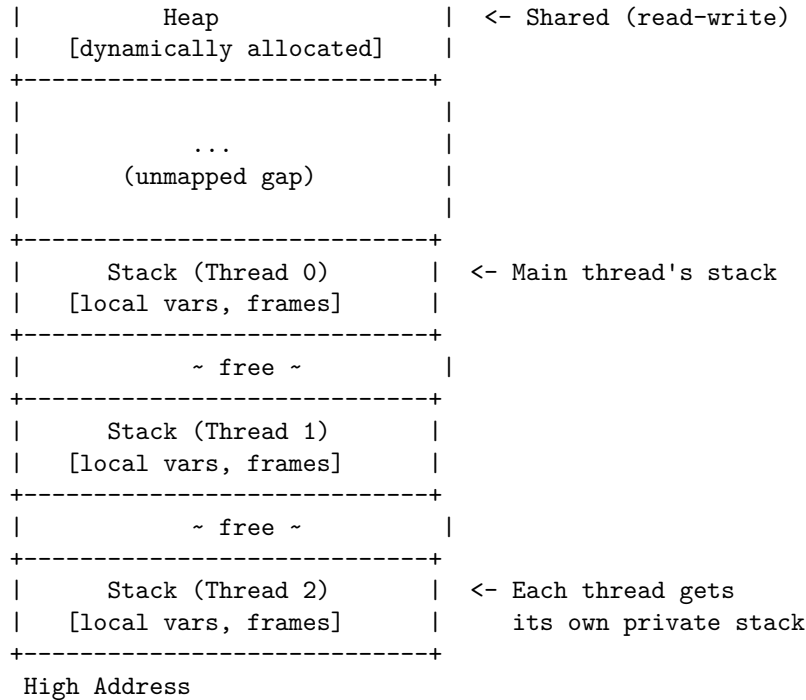 |          Heap               |  <- Shared (read-write)
|   [dynamically allocated]    |
+-----------------------------+
|                             |
|            ...              |
|       (unmapped gap)        |
|                             |
+-----------------------------+
|      Stack (Thread 0)       |  <- Main thread's stack
|   [local vars, frames]      |
+-----------------------------+
|            ~ free ~          |
+-----------------------------+
|      Stack (Thread 1)       |
|   [local vars, frames]      |
+-----------------------------+
|            ~ free ~          |
+-----------------------------+
|      Stack (Thread 2)       |  <- Each thread gets
|   [local vars, frames]      |     its own private stack
+-----------------------------+
High Address